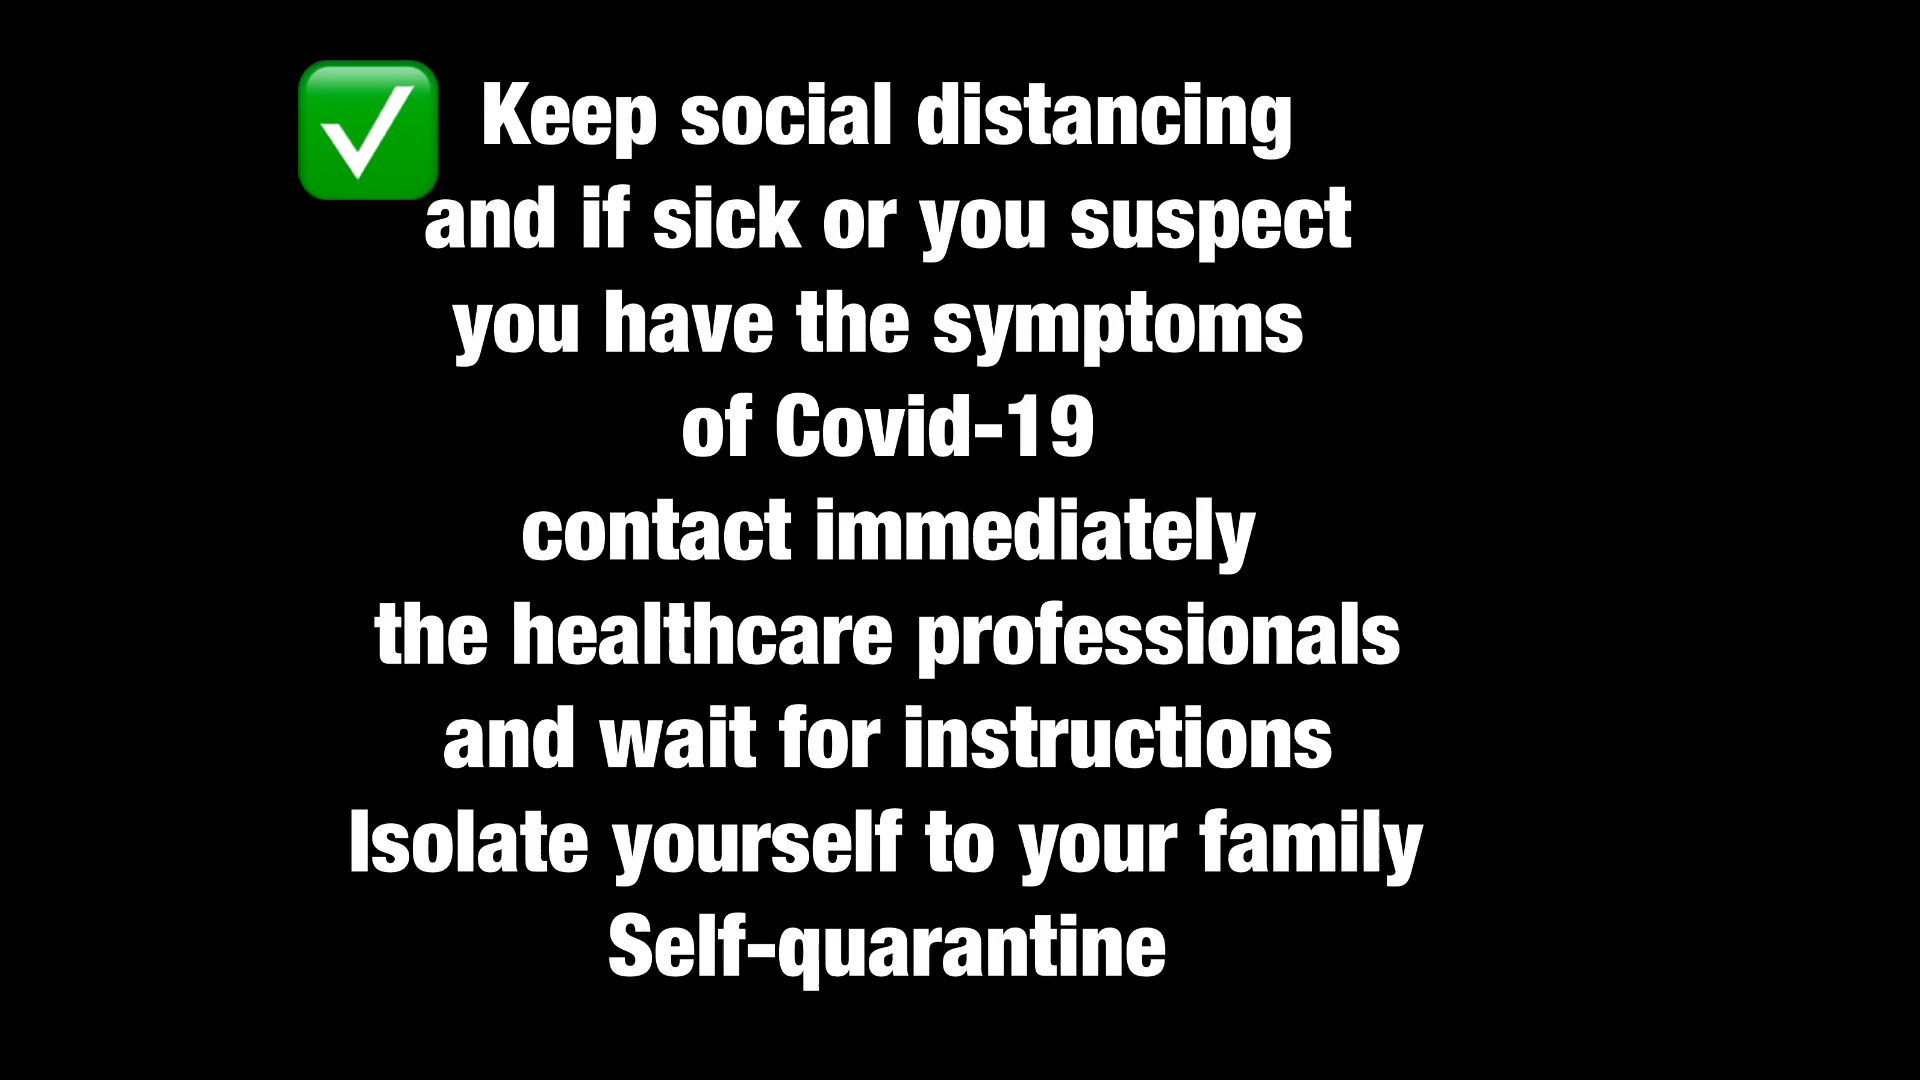 ✅ Keep social distancing
and if sick or you suspect
you have the symptoms
of Covid-19
contact immediately
the healthcare professionals
and wait for instructions
Isolate yourself to your family
Self-quarantine